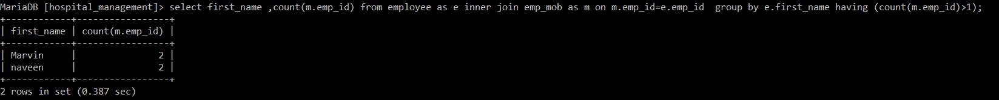 MariaDB [hospital_management]> select first_name ,count(m.emp_id) from employee as e inner join emp_mob as m on m.emp_id=e.emp_id  group by e.first_name having (count(m.emp_id)>1);
+------------+-----------------+
| first_name | count(m.emp_id) |
+------------+-----------------+
| Marvin     |               2 |
| naveen     |               2 |
+------------+-----------------+
2 rows in set (0.387 sec)